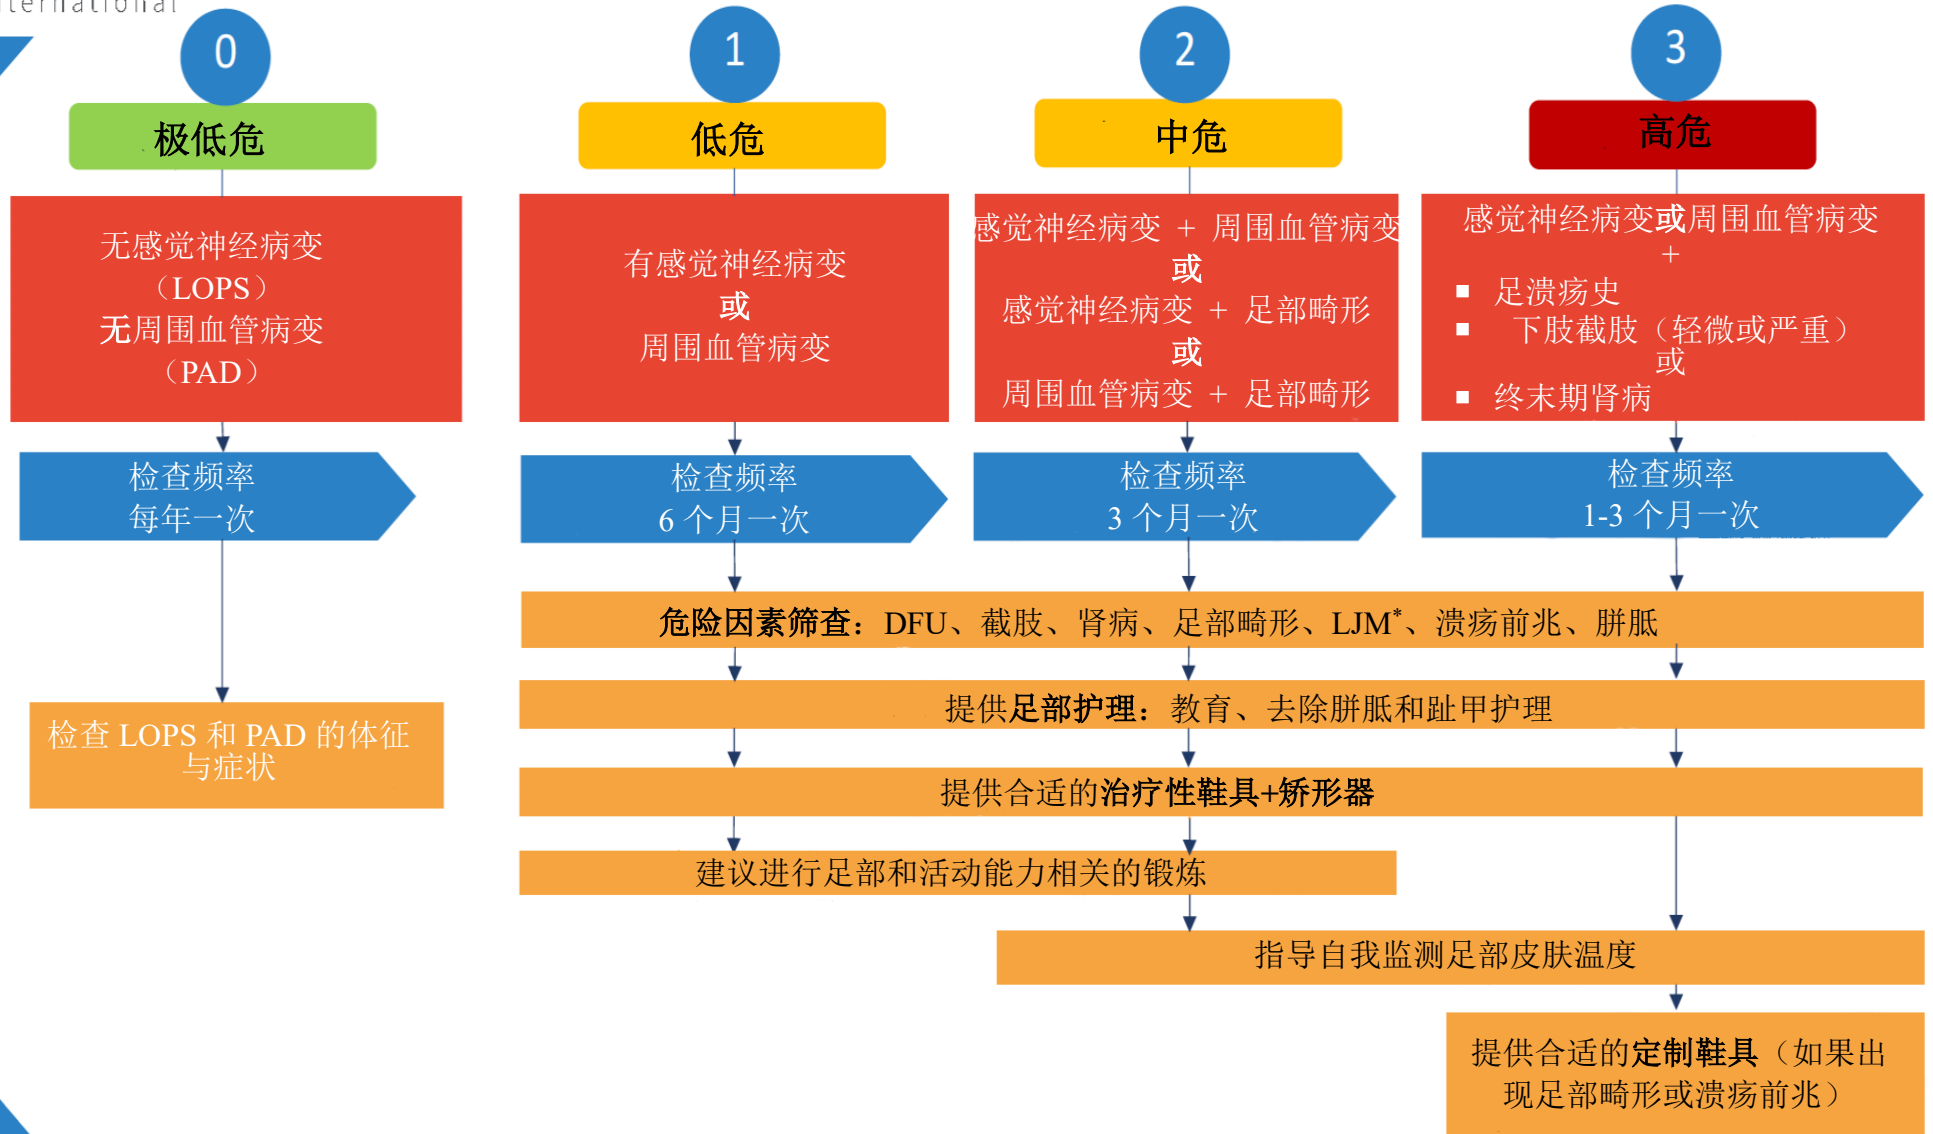 ternational
0
1
2
3
极低危
低危
中危
高危
无感觉神经病变
（LOPS）
无周围血管病变
（PAD）
有感觉神经病变
或
周围血管病变
感觉神经病变 + 周围血管病变
或
感觉神经病变 + 足部畸形
或
周围血管病变 + 足部畸形
感觉神经病变或周围血管病变
+
▪ 足溃疡史
▪ 下肢截肢（轻微或严重）
或
▪ 终末期肾病
检查频率
每年一次
检查频率
6 个月一次
检查频率
3 个月一次
检查频率
1-3 个月一次
危险因素筛查：DFU、截肢、肾病、足部畸形、LJM*、溃疡前兆、胼胝
提供足部护理：教育、去除胼胝和趾甲护理
检查 LOPS 和 PAD 的体征
与症状
提供合适的治疗性鞋具+矫形器
建议进行足部和活动能力相关的锻炼
指导自我监测足部皮肤温度
提供合适的定制鞋具（如果出
现足部畸形或溃疡前兆）